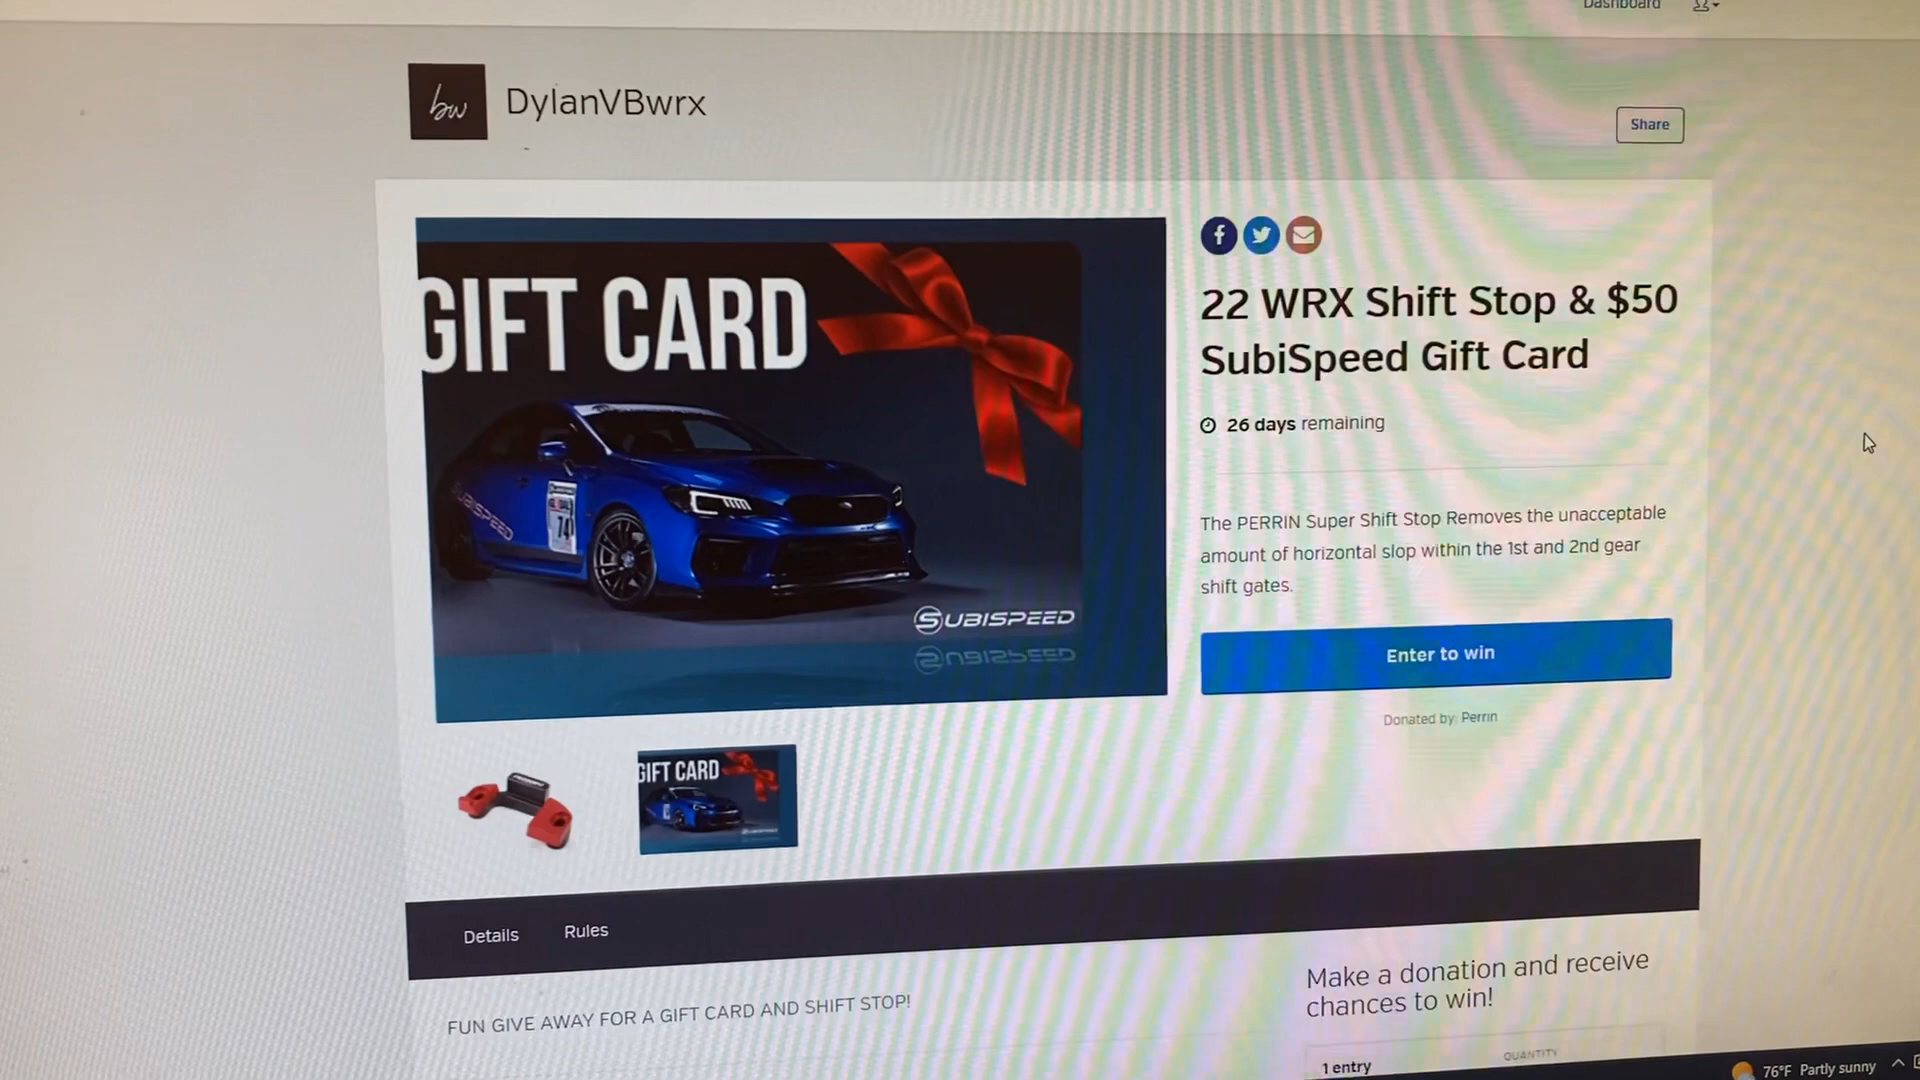 Dashboard
bw
DylanVBwrx
Share
GIFT CARD
SUBISPEED
74
SUBISPEED
SUBISPEED
22 WRX Shift Stop & $50
SubiSpeed Gift Card
26 days remaining
The PERRIN Super Shift Stop Removes the unacceptable
amount of horizontal slop within the 1st and 2nd gear
shift gates.
Enter to win
Donated by: Perrin
GIFT CARD
Details
Rules
FUN GIVE AWAY FOR A GIFT CARD AND SHIFT STOP!
Make a donation and receive
chances to win!
QUANTITY
1 entry
76°F Partly sunny